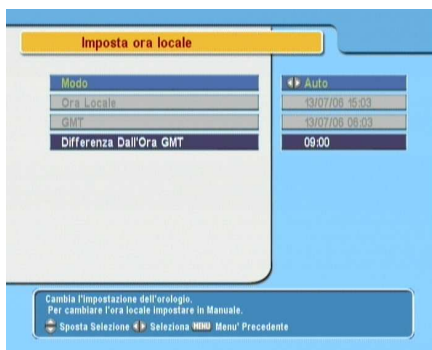 Imposta ora locale
Modo Auto
Ora Locale 13/07/06 15:03
GMT 13/07/06 06:03
Differenza Dall'Ora GMT 09:00
Cambia l'impostazione dell'orologio.
Per cambiare l'ora locale impostare in Manuale.
Sposta Selezione Seleziona MENU Menu' Precedente